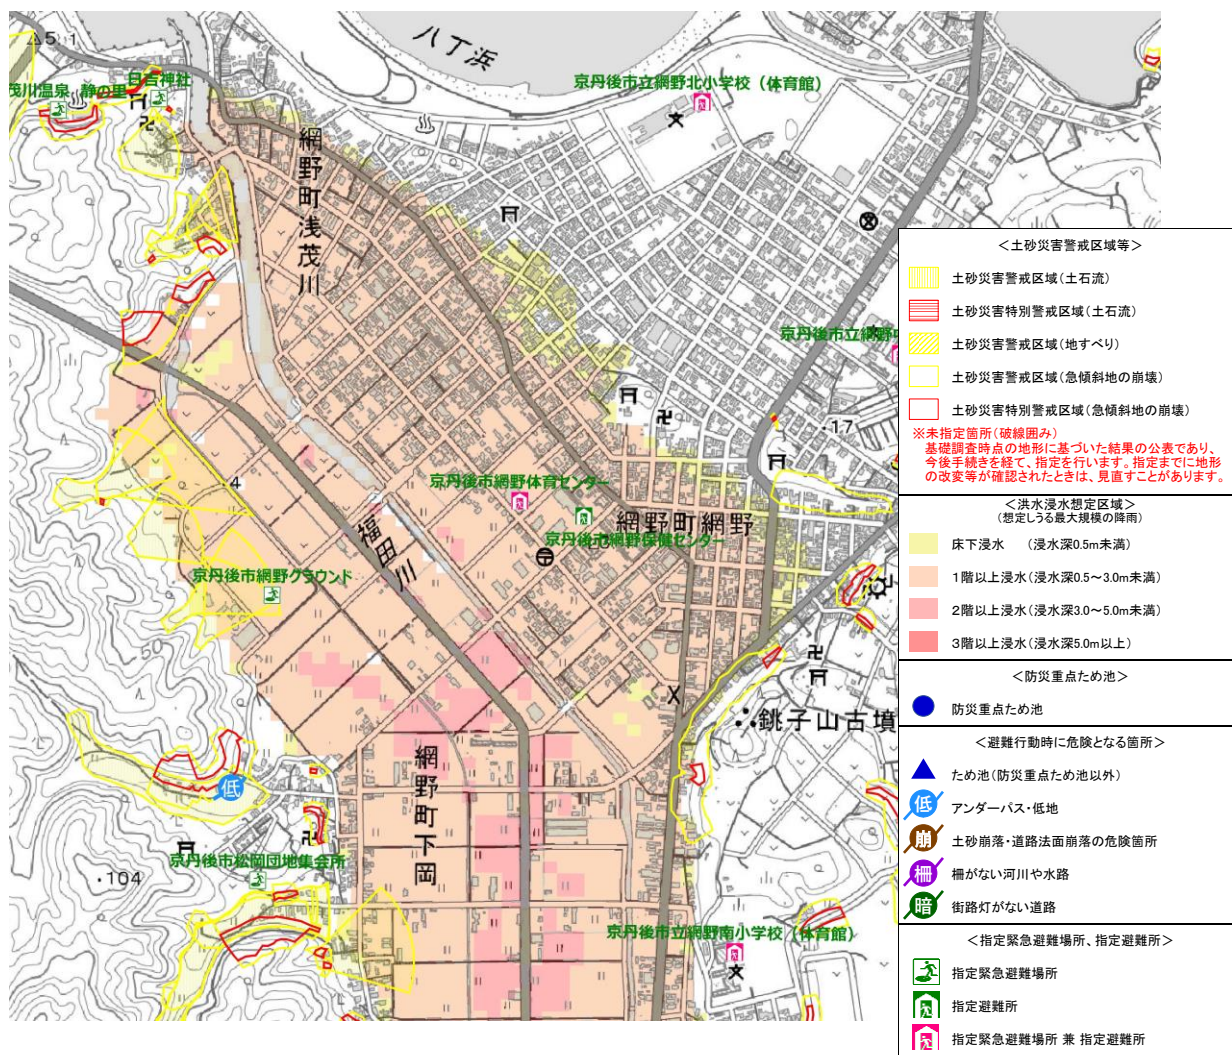 5 1
八丁浜
日吉神社
茂川温泉 静の里
京丹後市立網野北小学校（体育館）
網野町浅茂川
京丹後市立網野中
17
4
京丹後市網野体育センター
網野町網野
京丹後市網野保健センター
福田川
京丹後市網野グラウンド
50
銚子山古墳
低
網野町下岡
京丹後市松岡団地集会所
104
京丹後市立網野南小学校（体育館）
＜土砂災害警戒区域等＞
土砂災害警戒区域（土石流）
土砂災害特別警戒区域（土石流）
土砂災害警戒区域（地すべり）
土砂災害警戒区域（急傾斜地の崩壊）
土砂災害特別警戒区域（急傾斜地の崩壊）
※未指定箇所（破線囲み）
基礎調査時点の地形に基づいた結果の公表であり、
今後手続きを経て、指定を行います。指定までに地形
の改変等が確認されたときは、見直すことがあります。
＜洪水浸水想定区域＞
（想定しうる最大規模の降雨）
床下浸水　（浸水深0.5m未満）
1階以上浸水（浸水深0.5～3.0m未満）
2階以上浸水（浸水深3.0～5.0m未満）
3階以上浸水（浸水深5.0m以上）
＜防災重点ため池＞
防災重点ため池
＜避難行動時に危険となる箇所＞
ため池（防災重点ため池以外）
低 アンダーパス・低地
崩 土砂崩落・道路法面崩落の危険箇所
柵 柵がない河川や水路
暗 街路灯がない道路
＜指定緊急避難場所、指定避難所＞
指定緊急避難場所
指定避難所
指定緊急避難場所 兼 指定避難所